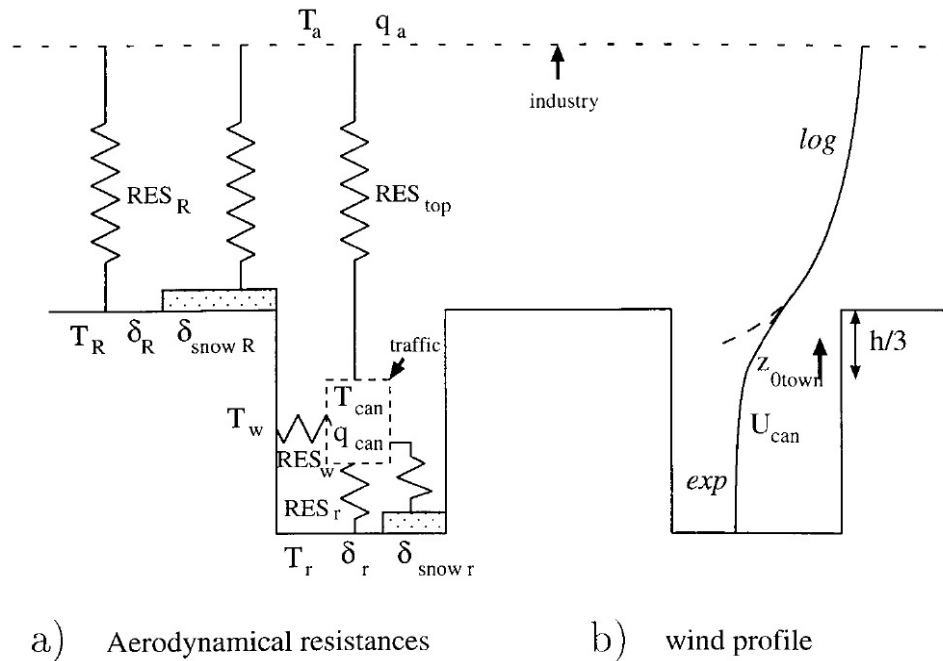 T_a q_a
industry
log
RES_R RES_top
T_R δ_R δ_snow R
traffic
h/3
z_0town
T_can
T_w q_can
U_can
RES_w
exp
RES_r
T_r δ_r δ_snow r
a) Aerodynamical resistances b) wind profile